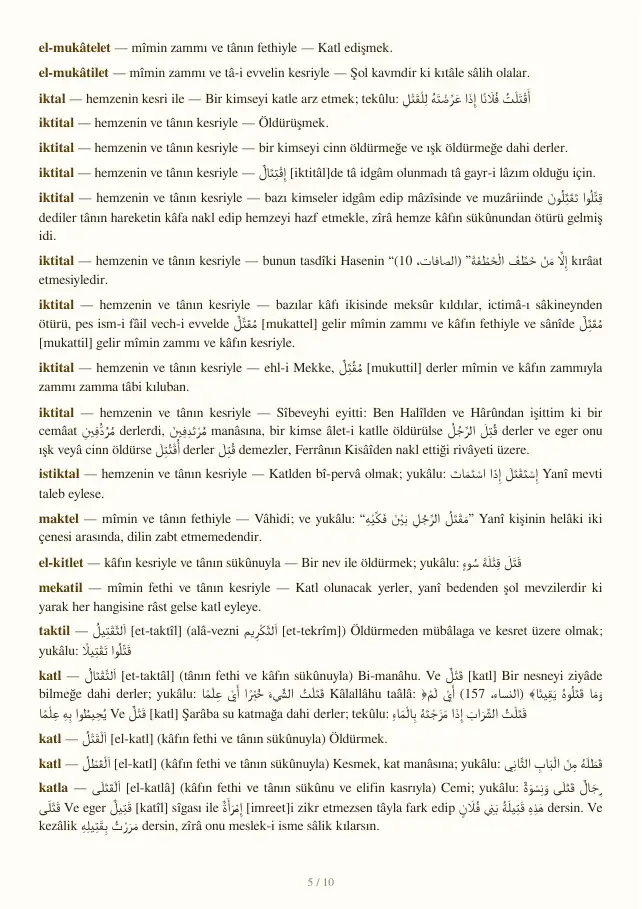 el-mukâtelet — mîmin zammı ve tânın fethiyle — Katl edişmek.
el-mukâtilet — mîmin zammı ve tâ-i evvelin kesriyle — Şol kavmdir ki kıtâle sâlih olalar.
iktal — hemzenin kesri ile — Bir kimseyi katle arz etmek; tekûlu: أَقْتَلْتُ فُلَانًا إِذَا عَرَّضْتَهُ لِلْقَتْلِ
iktital — hemzenin ve tânın kesriyle — Öldürüşmek.
iktital — hemzenin ve tânın kesriyle — bir kimseyi cinn öldürmeğe ve ışk öldürmeğe dahi derler.
iktital — hemzenin ve tânın kesriyle — إِقْتِتَالٌ [iktitâl]de tâ idgâm olunmadı tâ gayr-i lâzım olduğu için.
iktital — hemzenin ve tânın kesriyle — bazı kimseler idgâm edip mâzîsinde ve muzâriinde قِتَّلُوا تَقَتَّلُونَ
dediler tânın hareketin kâfa nakl edip hemzeyi hazf etmekle, zîrâ hemze kâfın sükûnundan ötürü gelmiş
idi.
iktital — hemzenin ve tânın kesriyle — bunun tasdîki Hasenin “إِلَّا مَنْ خَطَّفَ الْخَطْفَةَ” (الصافات، 10) kırâat
etmesiyledir.
iktital — hemzenin ve tânın kesriyle — bazılar kâfı ikisinde meksûr kıldılar, ictimâ-ı sâkineynden
ötürü, pes ism-i fâil vech-i evvelde مُقَتِّلٌ [mukattel] gelir mîmin zammı ve kâfın fethiyle ve sânîde مُقِتِّلٌ
[mukattil] gelir mîmin zammı ve kâfın kesriyle.
iktital — hemzenin ve tânın kesriyle — ehl-i Mekke, مُقُتِّلٌ [mukuttil] derler mîmin ve kâfın zammıyla
zammı zamma tâbi kıluban.
iktital — hemzenin ve tânın kesriyle — Sîbeveyhi eyitti: Ben Halîlden ve Hârûndan işittim ki bir
cemâat مُرُدِّفِينِ derlerdi, مُرْتَدِفِينَ manâsına, bir kimse âlet-i katlle öldürülse قُتِلَ الرَّجُلُ derler ve eger onu
ışk veyâ cinn öldürse أُقْتُتِلَ derler قُتِلَ demezler, Ferrânın Kisâîden nakl ettiği rivâyeti üzere.
istiktal — hemzenin ve tânın kesriyle — Katlden bî-pervâ olmak; yukâlu: إِسْتَقْتَلَ إِذَا اسْتَمَاتَ Yanî mevti
taleb eylese.
maktel — mîmin ve tânın fethiyle — Vâhidi; ve yukâlu: “مَقْتَلُ الرَّجُلِ بَيْنَ فَكَّيْهِ” Yanî kişinin helâki iki
çenesi arasında, dilin zabt etmemededir.
el-kitlet — kâfın kesriyle ve tânın sükûnuyla — Bir nev ile öldürmek; yukâlu: قَتَلَ قِتْلَةَ سُوءٍ
mekatil — mîmin fethi ve tânın kesriyle — Katl olunacak yerler, yanî bedenden şol mevzilerdir ki
yarak her hangisine râst gelse katl eyleye.
taktil — اَلتَّقْتِيلُ [et-taktîl] (alâ-vezni اَلتَّكْرِيمِ [et-tekrîm]) Öldürmeden mübâlaga ve kesret üzere olmak;
yukâlu: قُتِّلُوا تَقْتِيلًا
katl — اَلتَّقْتَالُ [et-taktâl] (tânın fethi ve kâfın sükûnuyla) Bi-manâhu. Ve قَتْلٌ [katl] Bir nesneyi ziyâde
bilmeğe dahi derler; yukâlu: قَتَلْتُ الشَّيْءَ خُبْرًا أَيْ عِلْمًا Kâlallâhu taâlâ: ﴿وَمَا قَتَلُوهُ يَقِينًا﴾ (النساء، 157) أَيْ لَمْ
يُحِيطُوا بِهِ عِلْمًا Ve قَتْلٌ [katl] Şarâba su katmağa dahi derler; tekûlu: قَتَلْتُ الشَّرَابَ إِذَا مَزَجْتَهُ بِالْمَاءِ
katl — اَلْقَتْلُ [el-katl] (kâfın fethi ve tânın sükûnuyla) Öldürmek.
katl — اَلْقَطْلُ [el-katl] (kâfın fethi ve tânın sükûnuyla) Kesmek, kat manâsına; yukâlu: قَطَلَهُ مِنَ الْبَابِ الثَّانِي
katla — اَلْقَتْلَى [el-katlâ] (kâfın fethi ve tânın sükûnu ve elifin kasrıyla) Cemi; yukâlu: رِجَالٌ قَتْلَى وَنِسْوَةٌ
قَتْلَى Ve eger قَتِيلٌ [katîl] sîgası ile إِمْرَأَةٌ [imreet]i zikr etmezsen tâyla fark edip هَذِهِ قَتِيلَةُ بَنِي فُلَانٍ dersin. Ve
kezâlik مَرَرْتُ بِقَتِيلِهِ dersin, zîrâ onu meslek-i isme sâlik kılarsın.
5 / 10